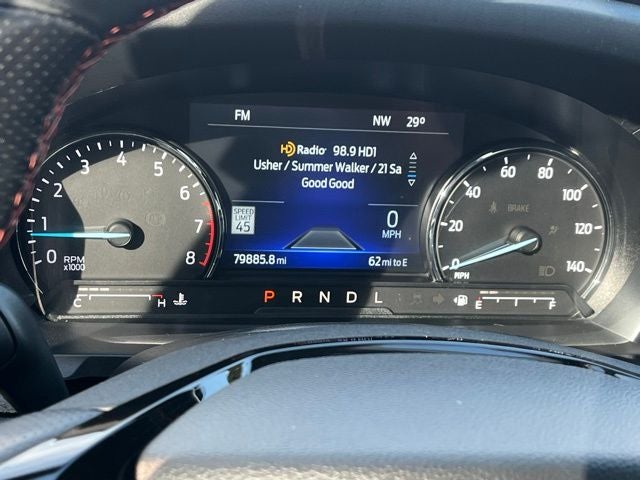 FM NW 29°
HD Radio 98.9 HD1
Usher / Summer Walker / 21 Sa
Good Good
SPEED
LIMIT
45
0
MPH
79885.8 mi 62 mi to E
0 1 2 3 4 5 6 7 8
RPM
x1000
0 20 40 60 80 100 120 140
BRAKE
MPH
C H
P R N D L
E F